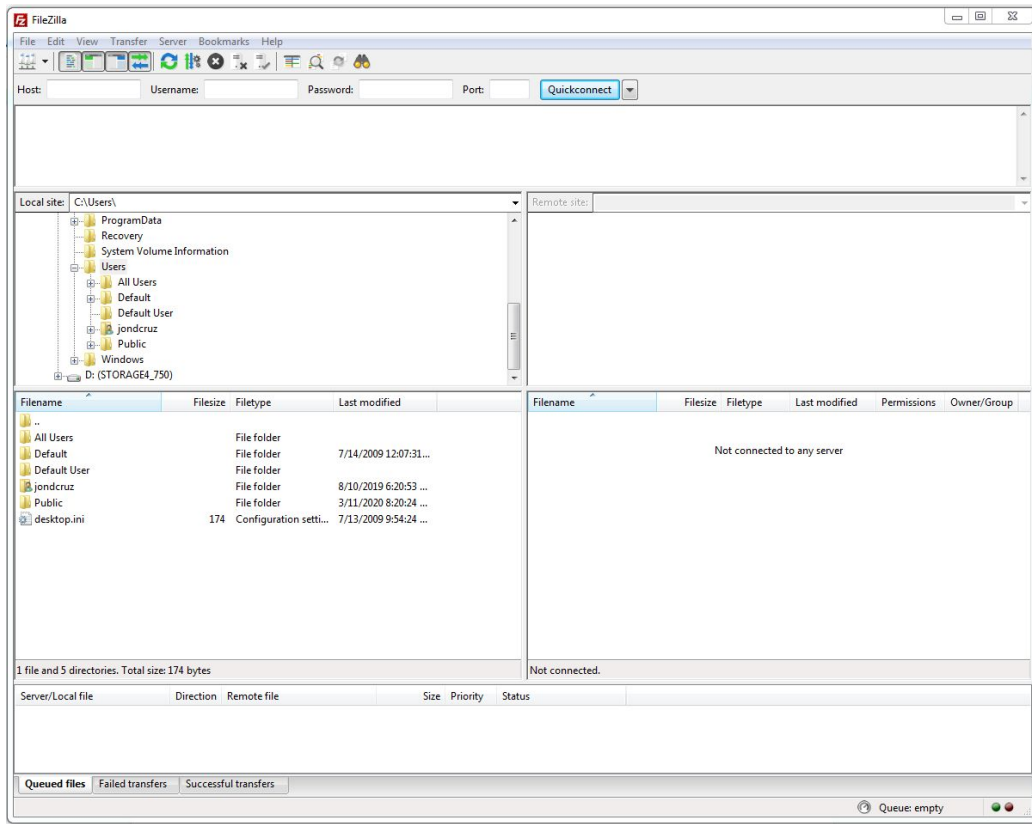 FileZilla
File Edit View Transfer Server Bookmarks Help
Host: Username: Password: Port: Quickconnect
Local site: C:\Users\
ProgramData
Recovery
System Volume Information
Users
All Users
Default
Default User
jondcruz
Public
Windows
D: (STORAGE4_750)
Remote site:
Filename Filesize Filetype Last modified
..
All Users File folder
Default File folder 7/14/2009 12:07:31...
Default User File folder
jondcruz File folder 8/10/2019 6:20:53 ...
Public File folder 3/11/2020 8:20:24 ...
desktop.ini 174 Configuration setti... 7/13/2009 9:54:24 ...
1 file and 5 directories. Total size: 174 bytes
Filename Filesize Filetype Last modified Permissions Owner/Group
Not connected to any server
Not connected.
Server/Local file Direction Remote file Size Priority Status
Queued files Failed transfers Successful transfers
Queue: empty